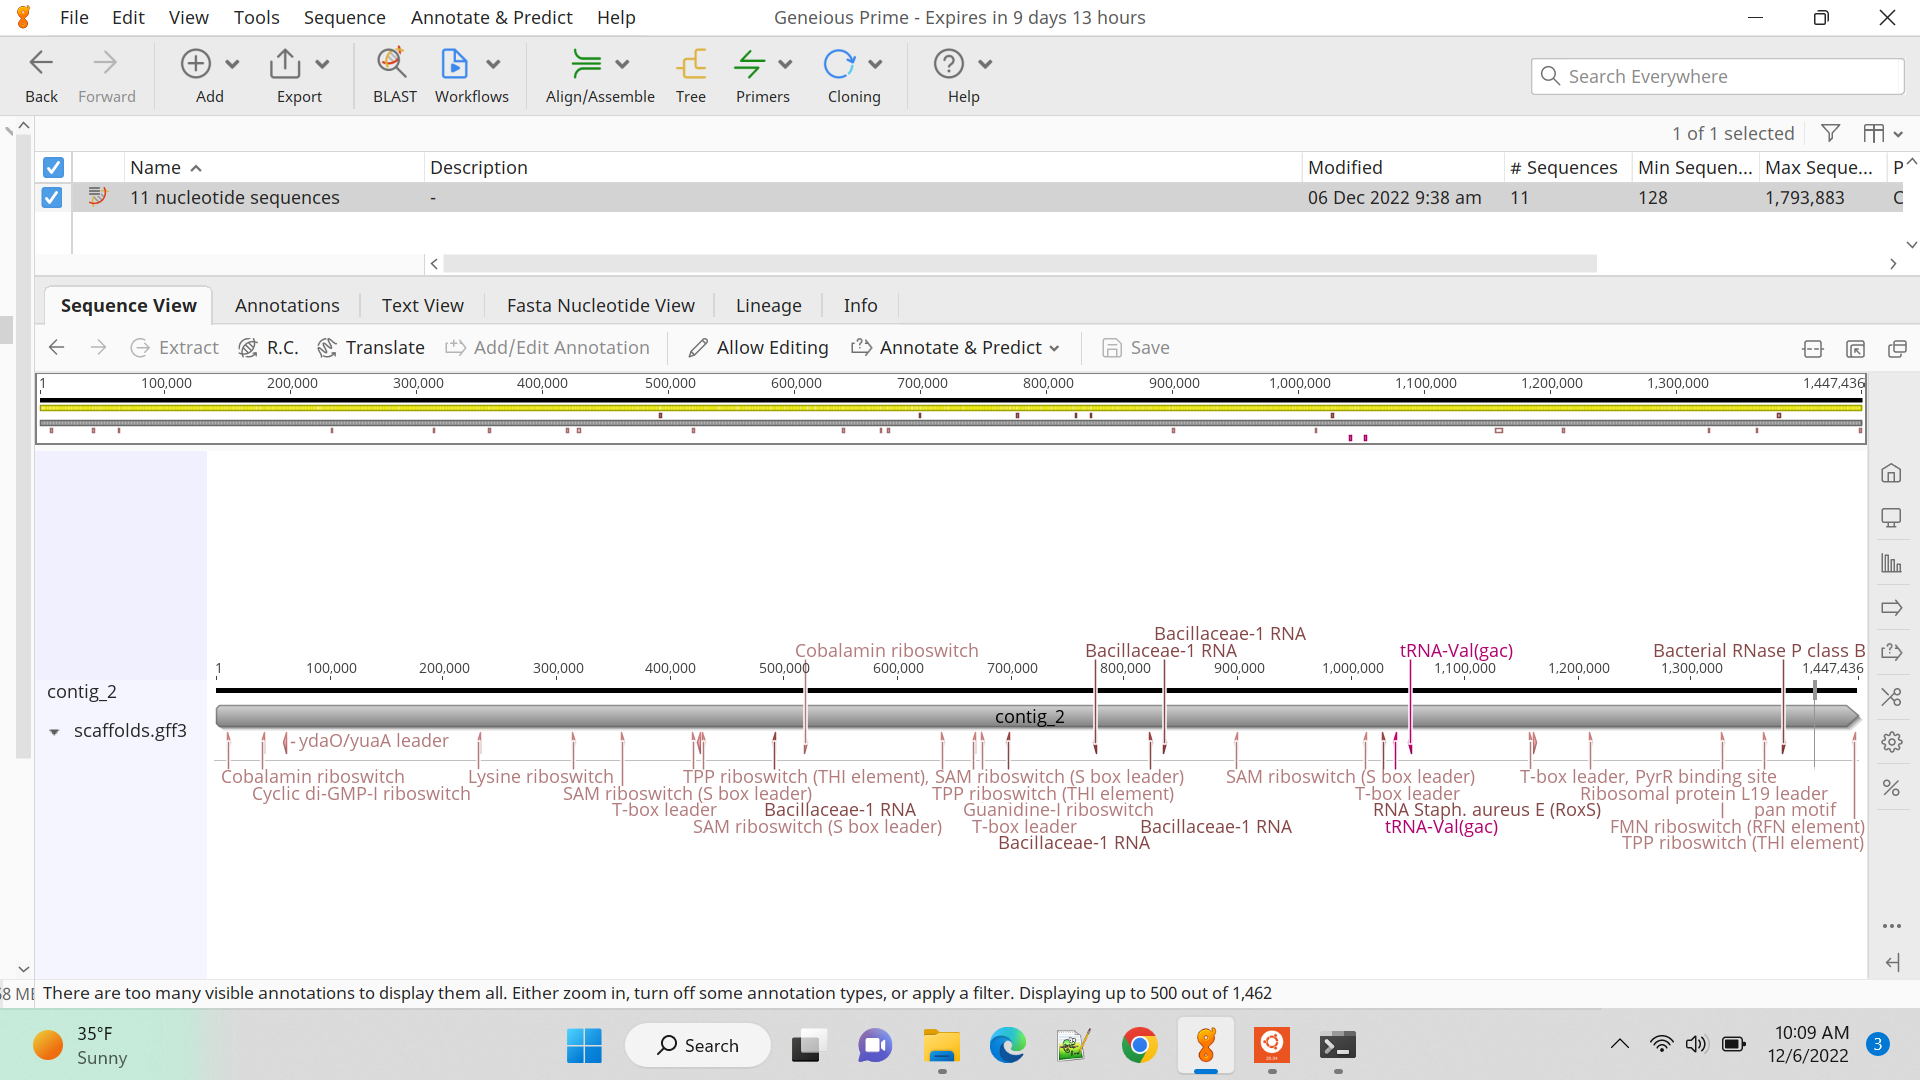 File Edit View Tools Sequence Annotate & Predict Help Geneious Prime - Expires in 9 days 13 hours
Back Forward Add Export BLAST Workflows Align/Assemble Tree Primers Cloning Help Search Everywhere
1 of 1 selected
Name Description Modified # Sequences Min Sequen... Max Seque... P
11 nucleotide sequences - 06 Dec 2022 9:38 am 11 128 1,793,883 C
Sequence View Annotations Text View Fasta Nucleotide View Lineage Info
Extract R.C. Translate Add/Edit Annotation Allow Editing Annotate & Predict Save
1 100,000 200,000 300,000 400,000 500,000 600,000 700,000 800,000 900,000 1,000,000 1,100,000 1,200,000 1,300,000 1,447,436
Bacillaceae-1 RNA
Cobalamin riboswitch Bacillaceae-1 RNA tRNA-Val(gac) Bacterial RNase P class B
1 100,000 200,000 300,000 400,000 500,000 600,000 700,000 800,000 900,000 1,000,000 1,100,000 1,200,000 1,300,000 1,447,436
contig_2
contig_2
scaffolds.gff3
ydaO/yuaA leader
Cobalamin riboswitch Lysine riboswitch TPP riboswitch (THI element), SAM riboswitch (S box leader) SAM riboswitch (S box leader) T-box leader, PyrR binding site
Cyclic di-GMP-I riboswitch SAM riboswitch (S box leader) TPP riboswitch (THI element) T-box leader Ribosomal protein L19 leader
T-box leader Bacillaceae-1 RNA Guanidine-I riboswitch RNA Staph. aureus E (RoxS) pan motif
SAM riboswitch (S box leader) T-box leader Bacillaceae-1 RNA tRNA-Val(gac) FMN riboswitch (RFN element)
Bacillaceae-1 RNA TPP riboswitch (THI element)
There are too many visible annotations to display them all. Either zoom in, turn off some annotation types, or apply a filter. Displaying up to 500 out of 1,462
35°F
Sunny
Search
10:09 AM
12/6/2022
3